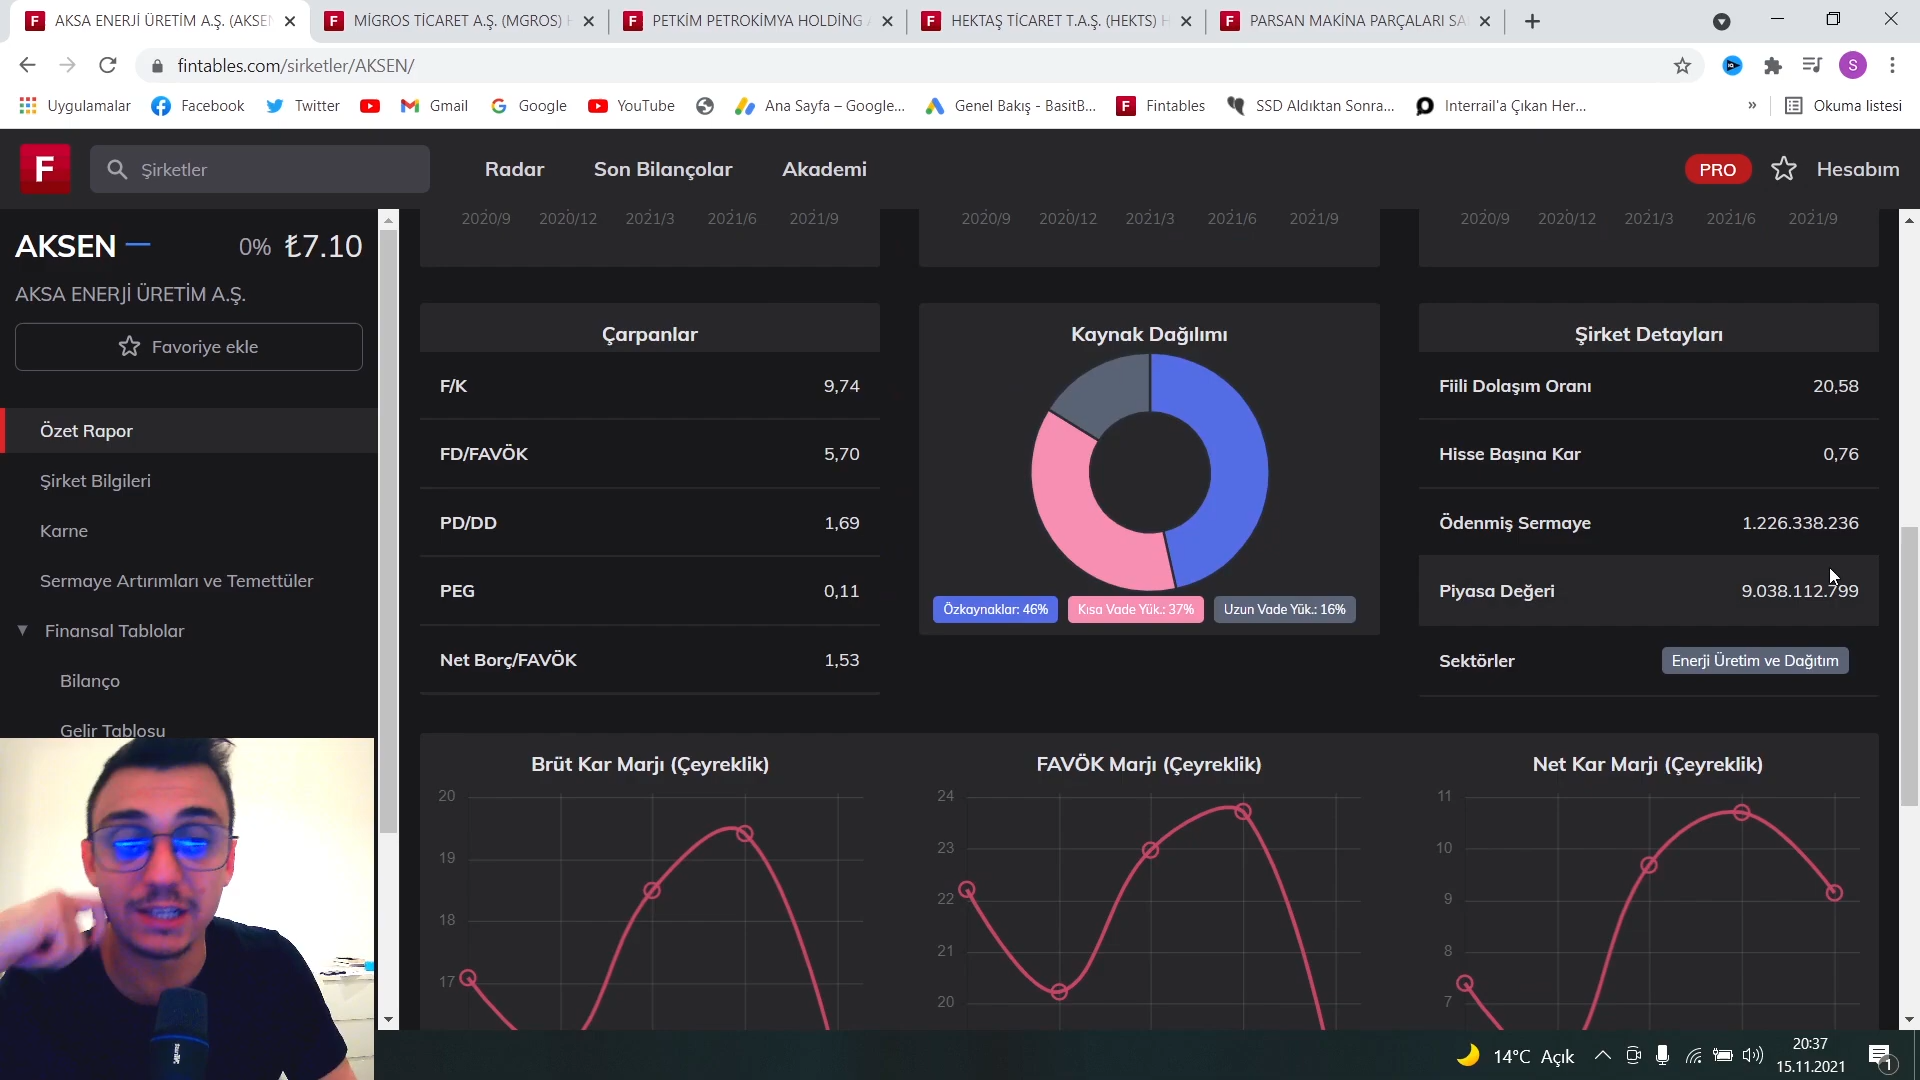 AKSA ENERJİ ÜRETİM A.Ş. (AKSEN
MİGROS TİCARET A.Ş. (MGROS)
PETKİM PETROKİMYA HOLDİNG
HEKTAŞ TİCARET T.A.Ş. (HEKTS) H
PARSAN MAKİNA PARÇALARI SA
fintables.com/sirketler/AKSEN/
S
Uygulamalar
Facebook
Twitter
Gmail
Google
YouTube
Ana Sayfa – Google...
Genel Bakış - BasitB...
Fintables
SSD Aldıktan Sonra...
Interrail'a Çıkan Her...
»
Okuma listesi
F
Şirketler
Radar
Son Bilançolar
Akademi
PRO
Hesabım
AKSEN
0% ₺7.10
AKSA ENERJİ ÜRETİM A.Ş.
Favoriye ekle
Özet Rapor
Şirket Bilgileri
Karne
Sermaye Artırımları ve Temettüler
Finansal Tablolar
Bilanço
Gelir Tablosu
2020/9 2020/12 2021/3 2021/6 2021/9
2020/9 2020/12 2021/3 2021/6 2021/9
2020/9 2020/12 2021/3 2021/6 2021/9
Çarpanlar
F/K 9,74
FD/FAVÖK 5,70
PD/DD 1,69
PEG 0,11
Net Borç/FAVÖK 1,53
Kaynak Dağılımı
Özkaynaklar: 46%
Kısa Vade Yük.: 37%
Uzun Vade Yük.: 16%
Şirket Detayları
Fiili Dolaşım Oranı 20,58
Hisse Başına Kar 0,76
Ödenmiş Sermaye 1.226.338.236
Piyasa Değeri 9.038.112.799
Sektörler Enerji Üretim ve Dağıtım
Brüt Kar Marjı (Çeyreklik)
20
19
18
17
FAVÖK Marjı (Çeyreklik)
24
23
22
21
20
Net Kar Marjı (Çeyreklik)
11
10
9
8
7
14°C Açık
20:37
15.11.2021
1